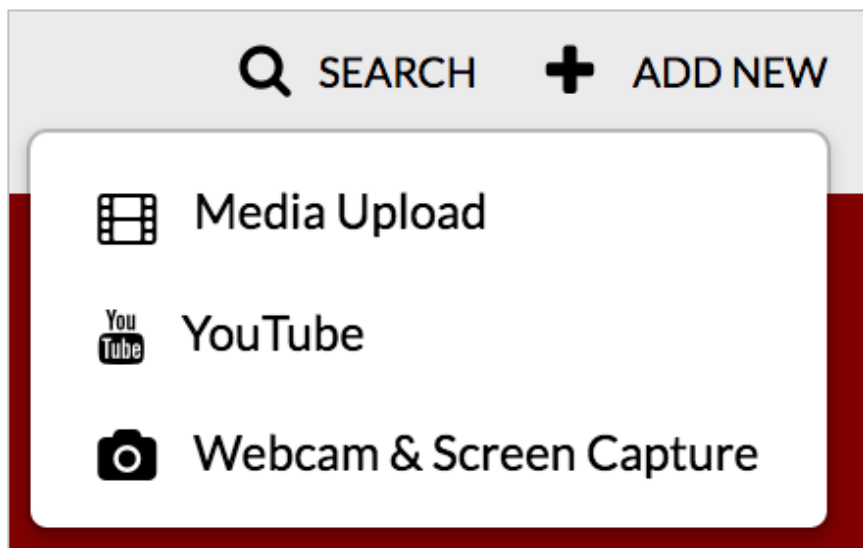 SEARCH ADD NEW
Media Upload
You
Tube
YouTube
Webcam & Screen Capture